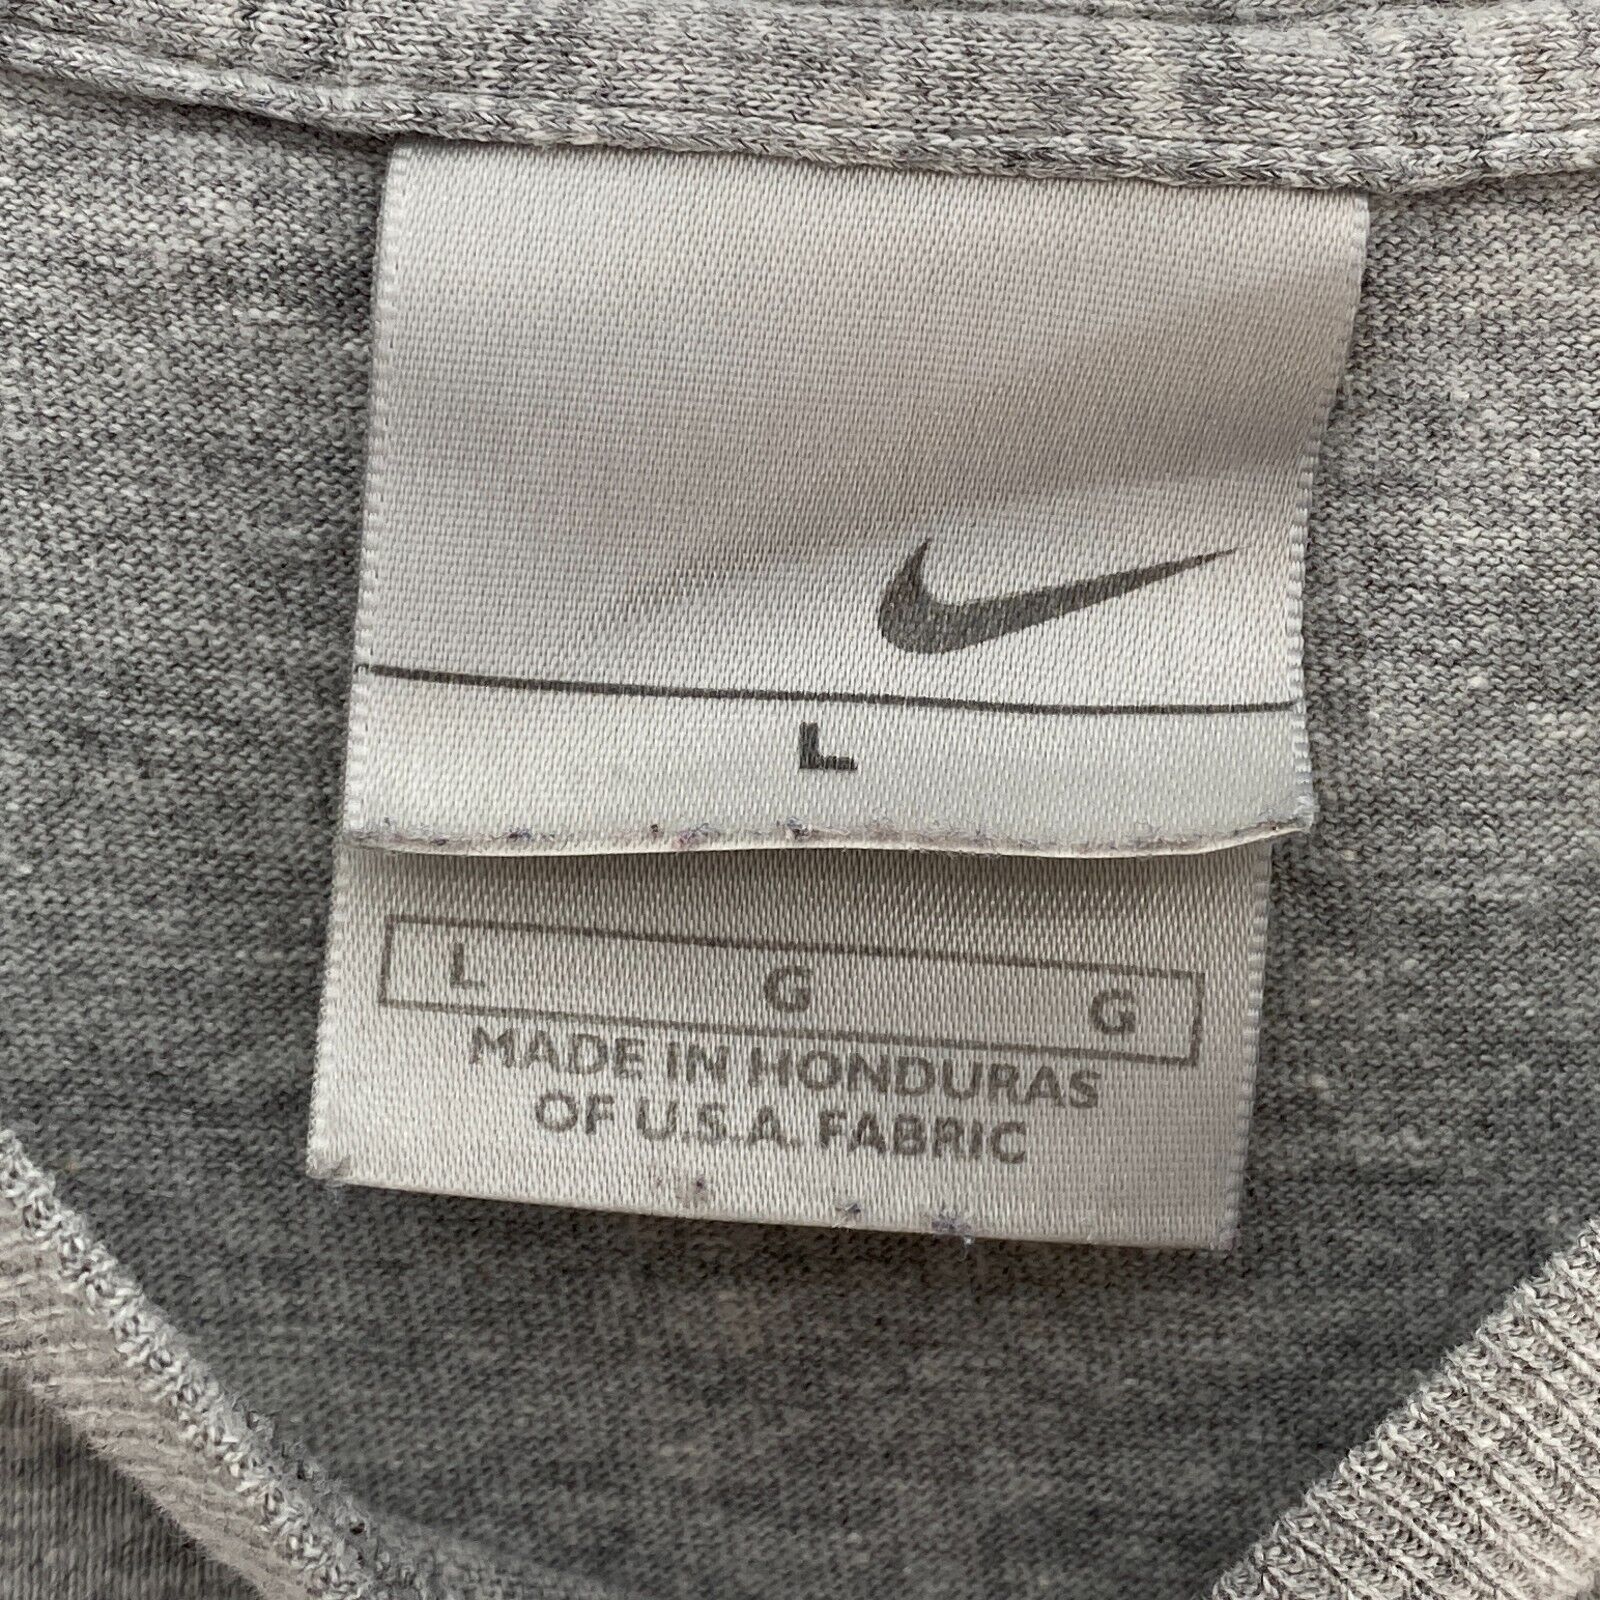 L
L G G
MADE IN HONDURAS
OF U.S.A. FABRIC